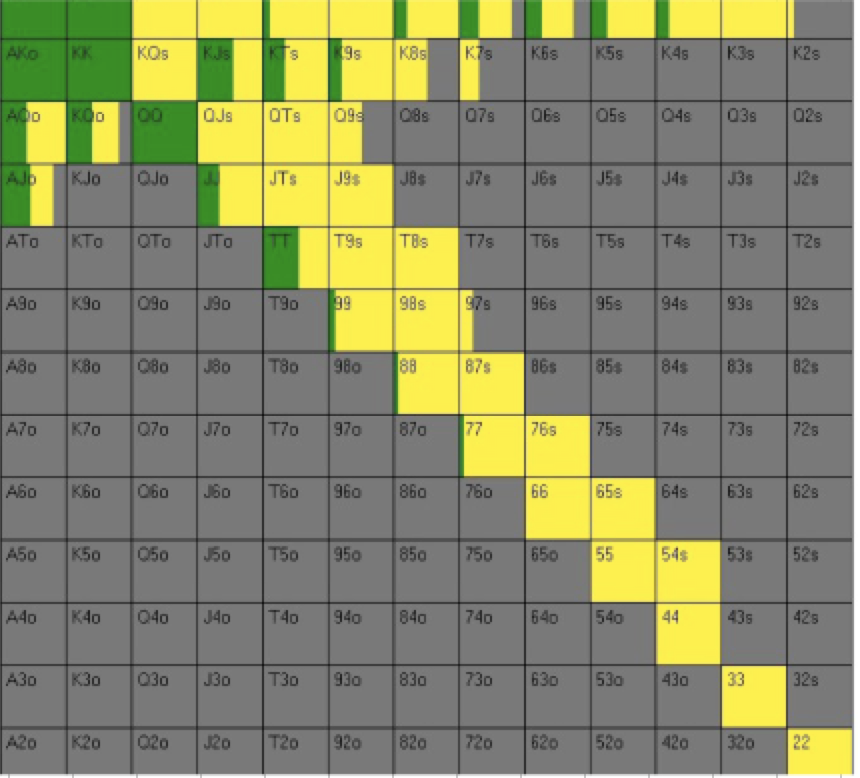 AKo KK KQs KJs KTs K9s K8s K7s K6s K5s K4s K3s K2s
AQo KQo QQ QJs QTs Q9s Q8s Q7s Q6s Q5s Q4s Q3s Q2s
AJo KJo QJo JJ JTs J9s J8s J7s J6s J5s J4s J3s J2s
ATo KTo QTo JTo TT T9s T8s T7s T6s T5s T4s T3s T2s
A9o K9o Q9o J9o T9o 99 98s 97s 96s 95s 94s 93s 92s
A8o K8o Q8o J8o T8o 98o 88 87s 86s 85s 84s 83s 82s
A7o K7o Q7o J7o T7o 97o 87o 77 76s 75s 74s 73s 72s
A6o K6o Q6o J6o T6o 96o 86o 76o 66 65s 64s 63s 62s
A5o K5o Q5o J5o T5o 95o 85o 75o 65o 55 54s 53s 52s
A4o K4o Q4o J4o T4o 94o 84o 74o 64o 54o 44 43s 42s
A3o K3o Q3o J3o T3o 93o 83o 73o 63o 53o 43o 33 32s
A2o K2o Q2o J2o T2o 92o 82o 72o 62o 52o 42o 32o 22